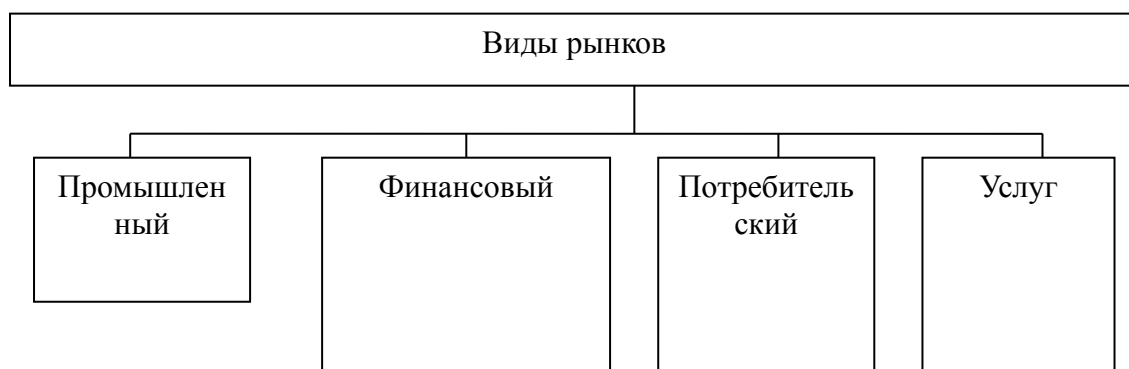 Виды рынков
Промышлен
ный
Финансовый
Потребитель
ский
Услуг